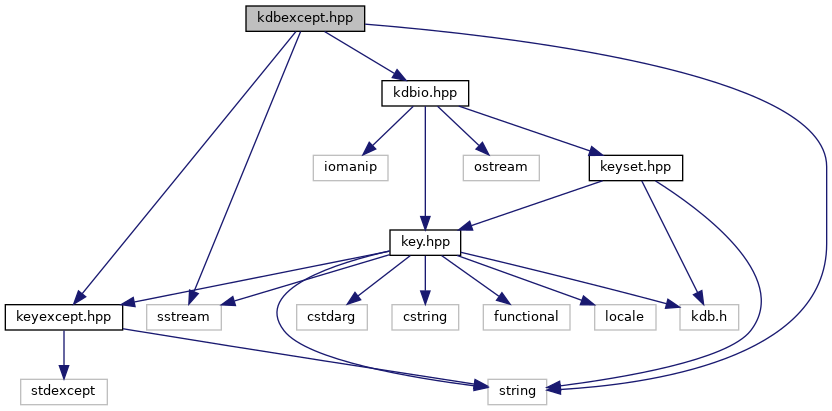 kdbexcept.hpp
kdbio.hpp
iomanip
ostream
keyset.hpp
key.hpp
keyexcept.hpp
sstream
cstdarg
cstring
functional
locale
kdb.h
stdexcept
string